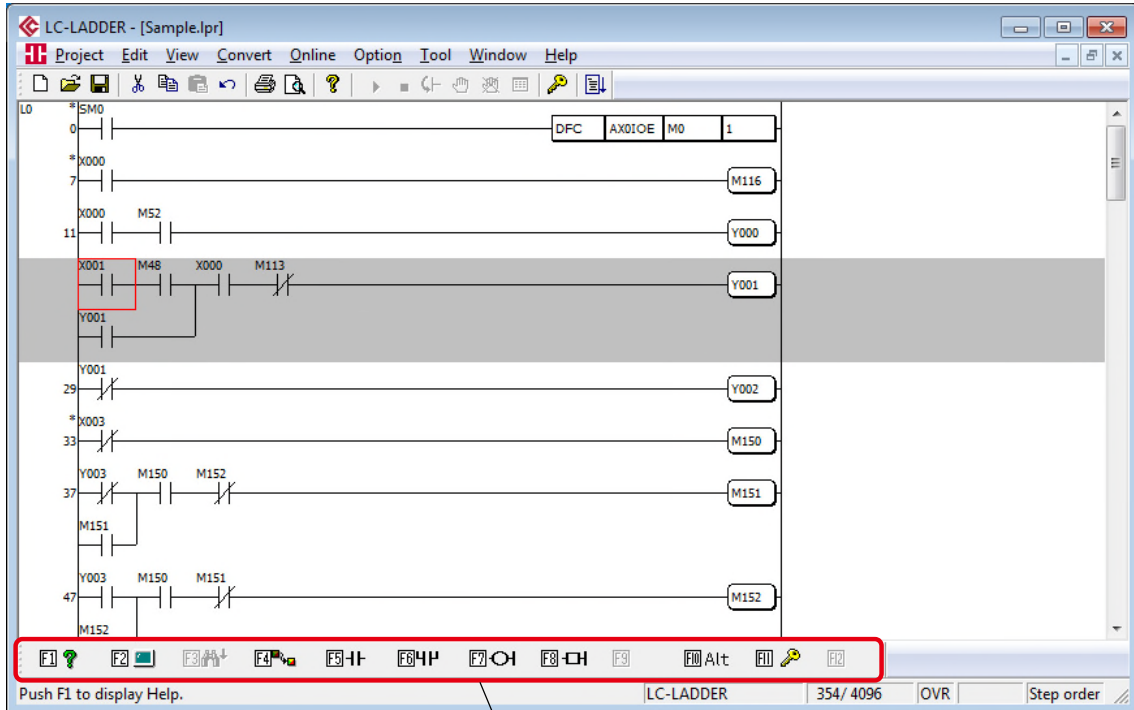 LC-LADDER - [Sample.lpr]
Project Edit View Convert Online Option Tool Window Help
L0
* SM0
0
DFC AX0IOE M0 1
* X000
7
M116
X000 M52
11
Y000
X001 M48 X000 M113
Y001
Y001
Y001
29
Y002
* X003
33
M150
Y003 M150 M152
37
M151
M151
Y003 M150 M151
47
M152
M152
F1 F2 F3 F4 F5 F6 F7 F8 F9 F10 Alt F11 F12
Push F1 to display Help. LC-LADDER 354/ 4096 OVR Step order